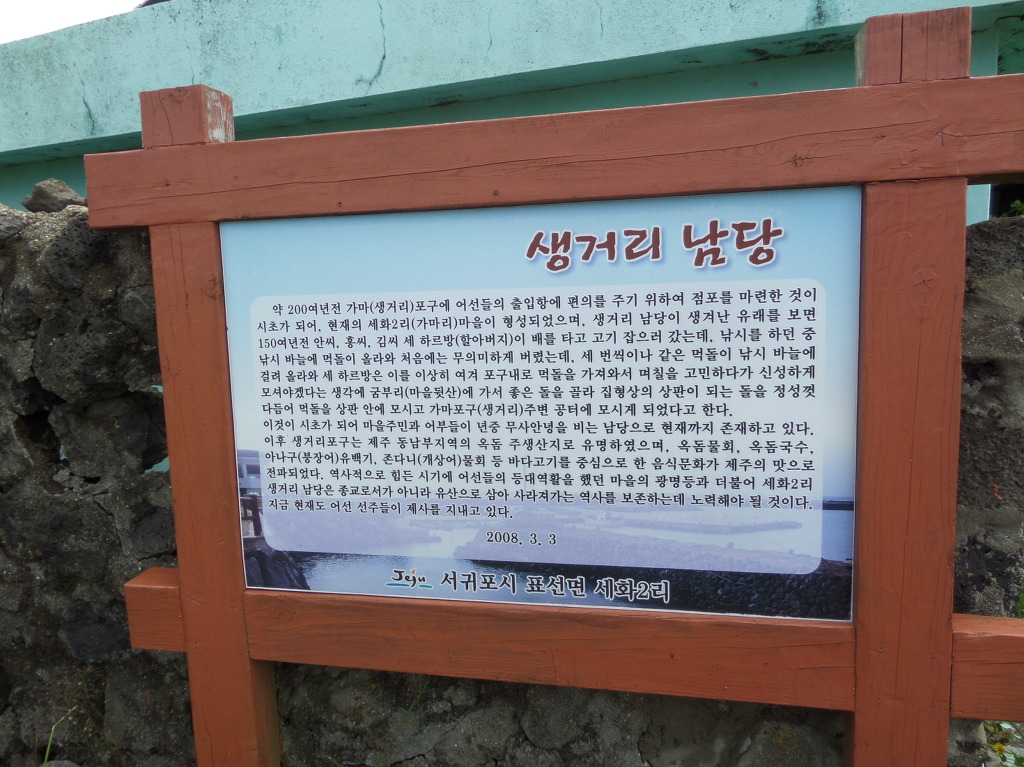 생거리 남당
약 200여년전 가마(생거리)포구에 어선들의 출입항에 편의를 주기 위하여 점포를 마련한 것이
시초가 되어, 현재의 세화2리(가마리)마을이 형성되었으며, 생거리 남당이 생겨난 유래를 보면
150여년전 안씨, 홍씨, 김씨 세 하르방(할아버지)이 배를 타고 고기 잡으러 갔는데, 낚시를 하던 중
낚시 바늘에 먹돌이 올라와 처음에는 무의미하게 버렸는데, 세 번씩이나 같은 먹돌이 낚시 바늘에
걸려 올라와 세 하르방은 이를 이상히 여겨 포구내로 먹돌을 가져와서 며칠을 고민하다가 신성하게
모셔야겠다는 생각에 굼부리(마을뒷산)에 가서 좋은 돌을 골라 집형상의 상판이 되는 돌을 정성껏
다듬어 먹돌을 상판 안에 모시고 가마포구(생거리)주변 공터에 모시게 되었다고 한다.
이것이 시초가 되어 마을주민과 어부들이 년중 무사안녕을 비는 남당으로 현재까지 존재하고 있다.
이후 생거리포구는 제주 동남부지역의 옥돔 주생산지로 유명하였으며, 옥돔물회, 옥돔국수,
아나구(붕장어)유백기, 존다니(개상어)물회 등 바다고기를 중심으로 한 음식문화가 제주의 맛으로
전파되었다. 역사적으로 힘든 시기에 어선들의 등대역활을 했던 마을의 광명등과 더불어 세화2리
생거리 남당은 종교로서가 아니라 유산으로 삼아 사라져가는 역사를 보존하는데 노력해야 될 것이다.
지금 현재도 어선 선주들이 제사를 지내고 있다.
2008. 3. 3
Jeju 서귀포시 표선면 세화2리